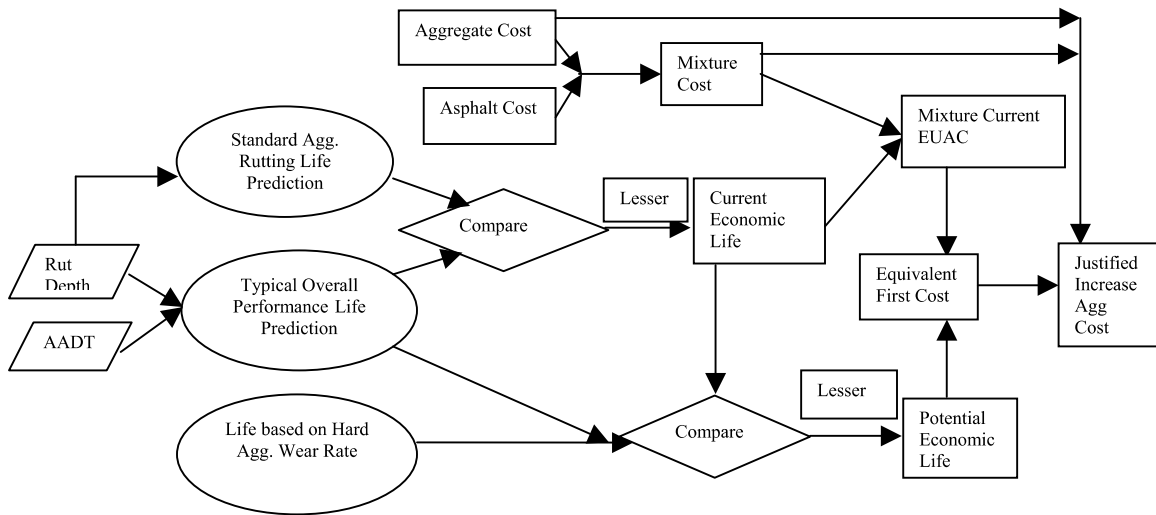 Aggregate Cost
Asphalt Cost
Mixture
Cost
Mixture Current
EUAC
Standard Agg.
Rutting Life
Prediction
Compare
Lesser
Current
Economic
Life
Rut
Depth
AADT
Typical Overall
Performance Life
Prediction
Equivalent
First Cost
Justified
Increase
Agg
Cost
Life based on Hard
Agg. Wear Rate
Compare
Lesser
Potential
Economic
Life